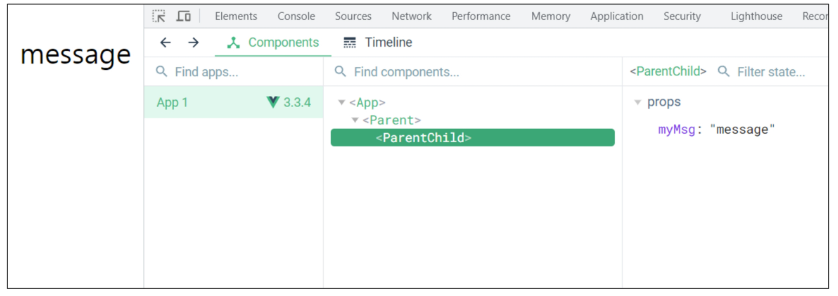 message
Elements Console Sources Network Performance Memory Application Security Lighthouse Recor
Components Timeline
Find apps... Find components... <ParentChild> Filter state...
App 1 3.3.4 <App> props
<Parent> myMsg: "message"
<ParentChild>